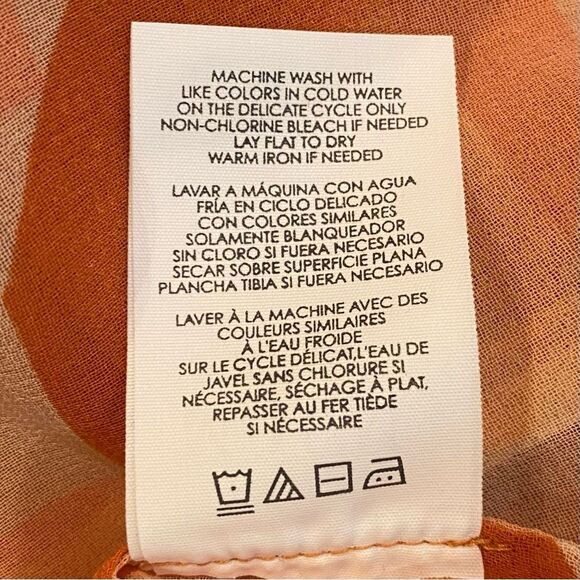 MACHINE WASH WITH
LIKE COLORS IN COLD WATER
ON THE DELICATE CYCLE ONLY
NON-CHLORINE BLEACH IF NEEDED
LAY FLAT TO DRY
WARM IRON IF NEEDED
LAVAR A MÁQUINA CON AGUA
FRÍA EN CICLO DELICADO
CON COLORES SIMILARES
SOLAMENTE BLANQUEADOR
SIN CLORO SI FUERA NECESARIO
SECAR SOBRE SUPERFICIE PLANA
PLANCHA TIBIA SI FUERA NECESARIO
LAVER À LA MACHINE AVEC DES
COULEURS SIMILAIRES
À L'EAU FROIDE
SUR LE CYCLE DÉLICAT,L'EAU DE
JAVEL SANS CHLORURE SI
NÉCESSAIRE, SÉCHAGE À PLAT,
REPASSER AU FER TIÈDE
SI NÉCESSAIRE